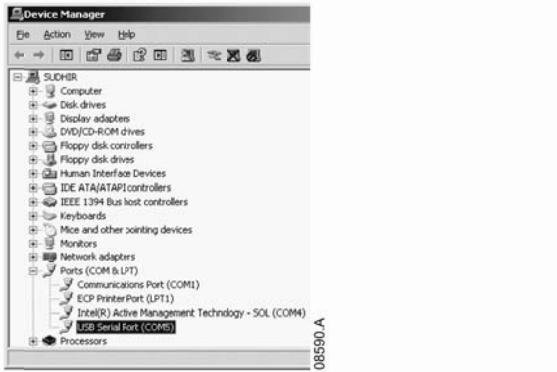 Device Manager
File Action View Help
SUDHIR
Computer
Disk drives
Display adapters
DVD/CD-ROM drives
Floppy disk controllers
Floppy disk drives
Human Interface Devices
IDE ATA/ATAPI controllers
IEEE 1394 Bus host controllers
Keyboards
Mice and other pointing devices
Monitors
Network adapters
Ports (COM & LPT)
Communications Port (COM1)
ECP Printer Port (LPT1)
Intel(R) Active Management Technology - SOL (COM4)
USB Serial Port (COM5)
Processors
08590.A